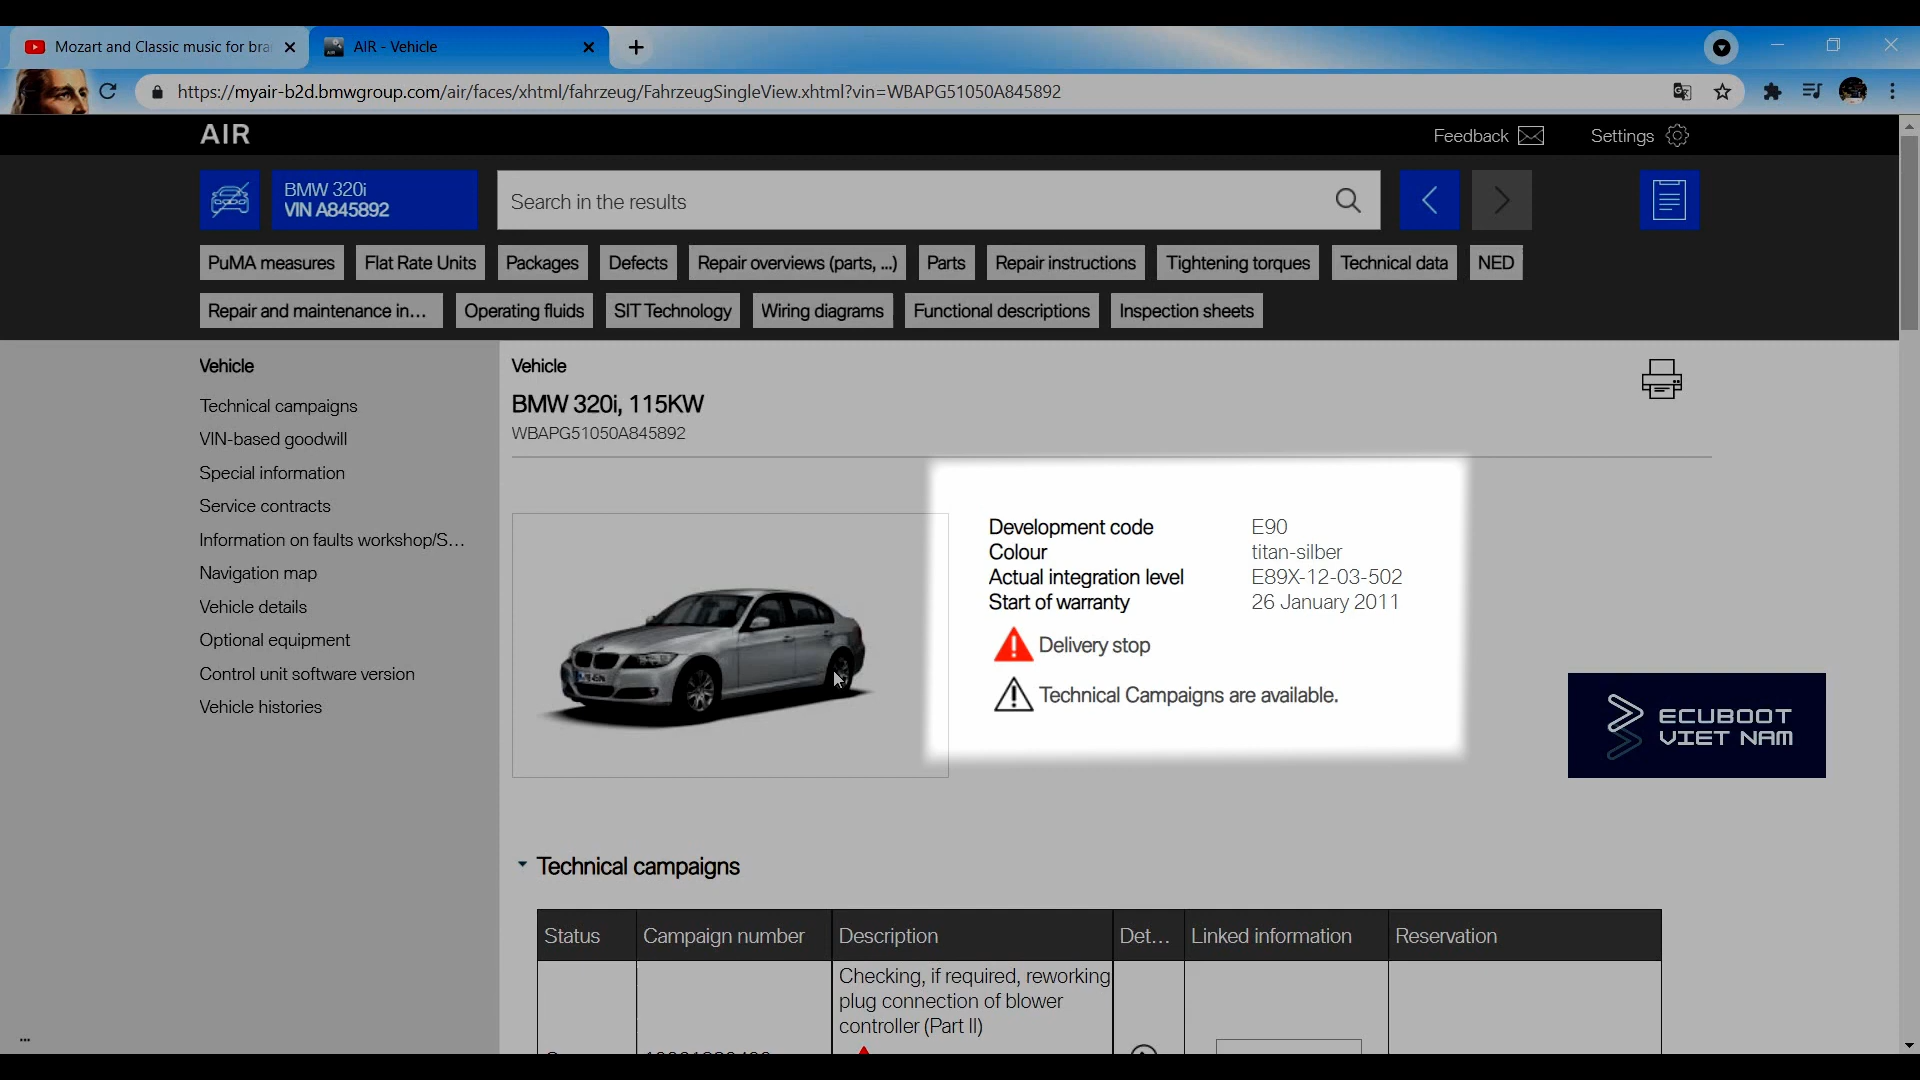 Mozart and Classic music for bra
AIR - Vehicle
https://myair-b2d.bmwgroup.com/air/faces/xhtml/fahrzeug/FahrzeugSingleView.xhtml?vin=WBAPG51050A845892
AIR
Feedback
Settings
BMW 320i
VIN A845892
Search in the results
PuMA measures
Flat Rate Units
Packages
Defects
Repair overviews (parts, ...)
Parts
Repair instructions
Tightening torques
Technical data
NED
Repair and maintenance in...
Operating fluids
SIT Technology
Wiring diagrams
Functional descriptions
Inspection sheets
Vehicle
Technical campaigns
VIN-based goodwill
Special information
Service contracts
Information on faults workshop/S...
Navigation map
Vehicle details
Optional equipment
Control unit software version
Vehicle histories
Vehicle
BMW 320i, 115KW
WBAPG51050A845892
Development code E90
Colour titan-silber
Actual integration level E89X-12-03-502
Start of warranty 26 January 2011
Delivery stop
Technical Campaigns are available.
ECUBOOT
VIET NAM
Technical campaigns
Status Campaign number Description Det... Linked information Reservation
Checking, if required, reworking
plug connection of blower
controller (Part II)
...